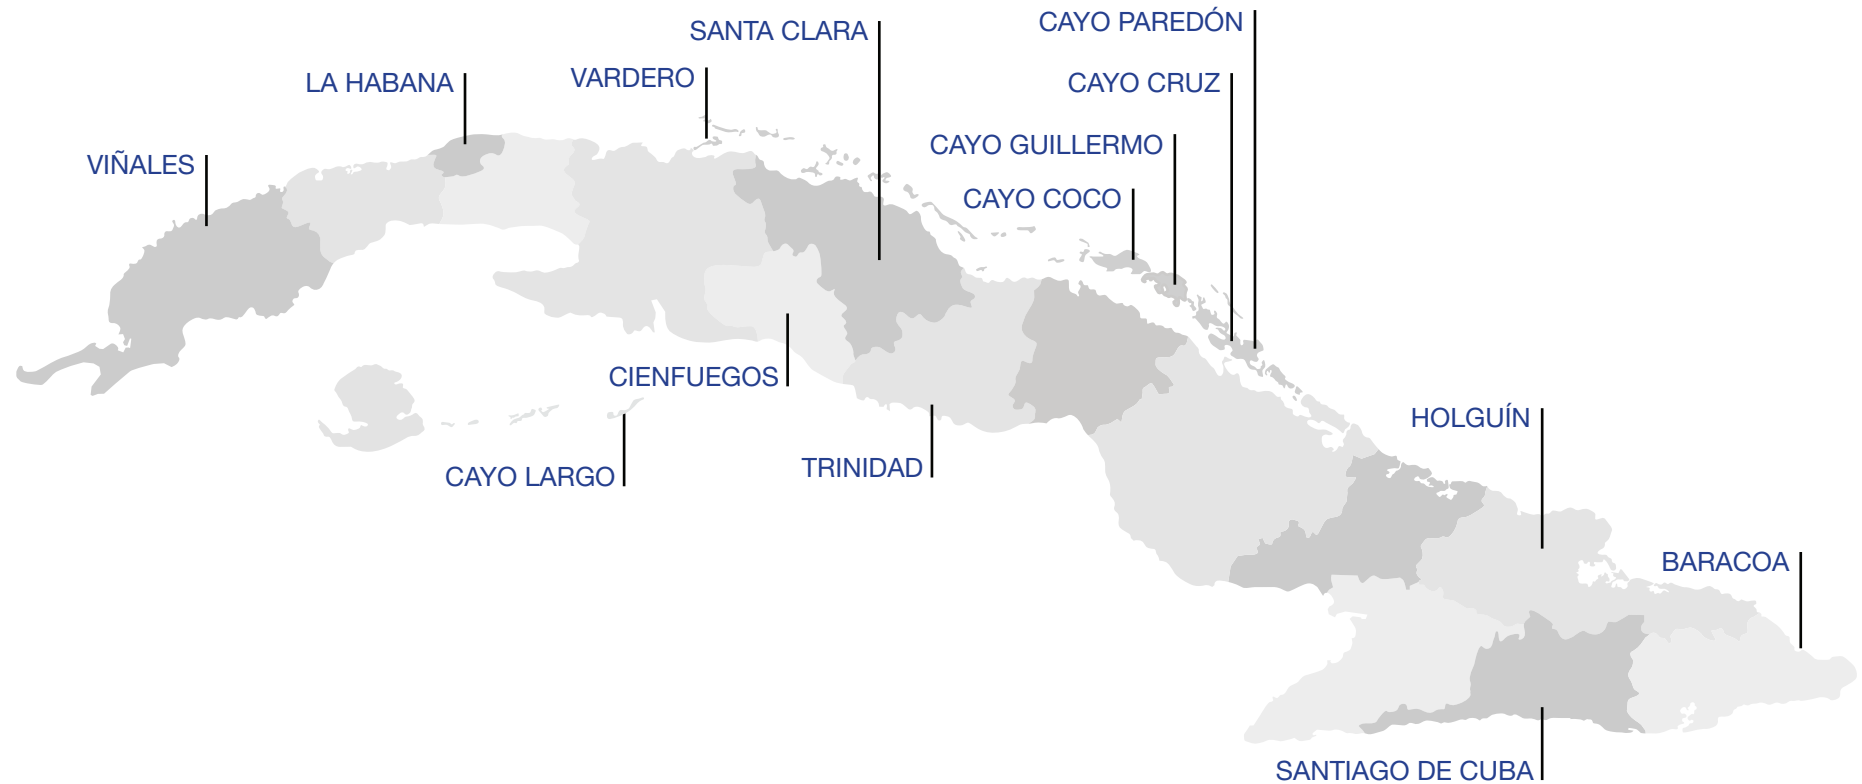 CAYO PAREDÓN
SANTA CLARA
VARDERO
LA HABANA
CAYO CRUZ
CAYO GUILLERMO
VIÑALES
CAYO COCO
CIENFUEGOS
HOLGUÍN
TRINIDAD
CAYO LARGO
BARACOA
SANTIAGO DE CUBA